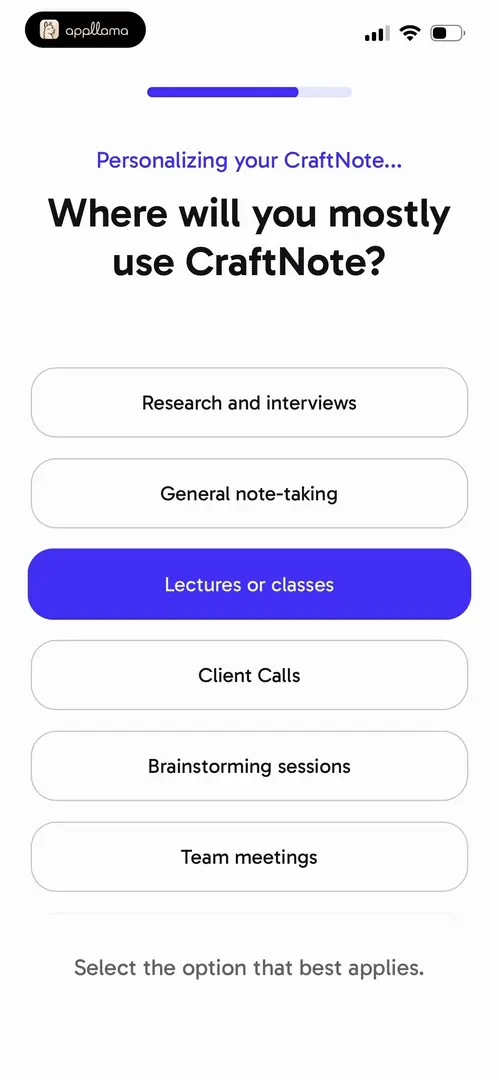 appllama
Personalizing your CraftNote...
Where will you mostly
use CraftNote?
Research and interviews
General note-taking
Lectures or classes
Client Calls
Brainstorming sessions
Team meetings
Select the option that best applies.